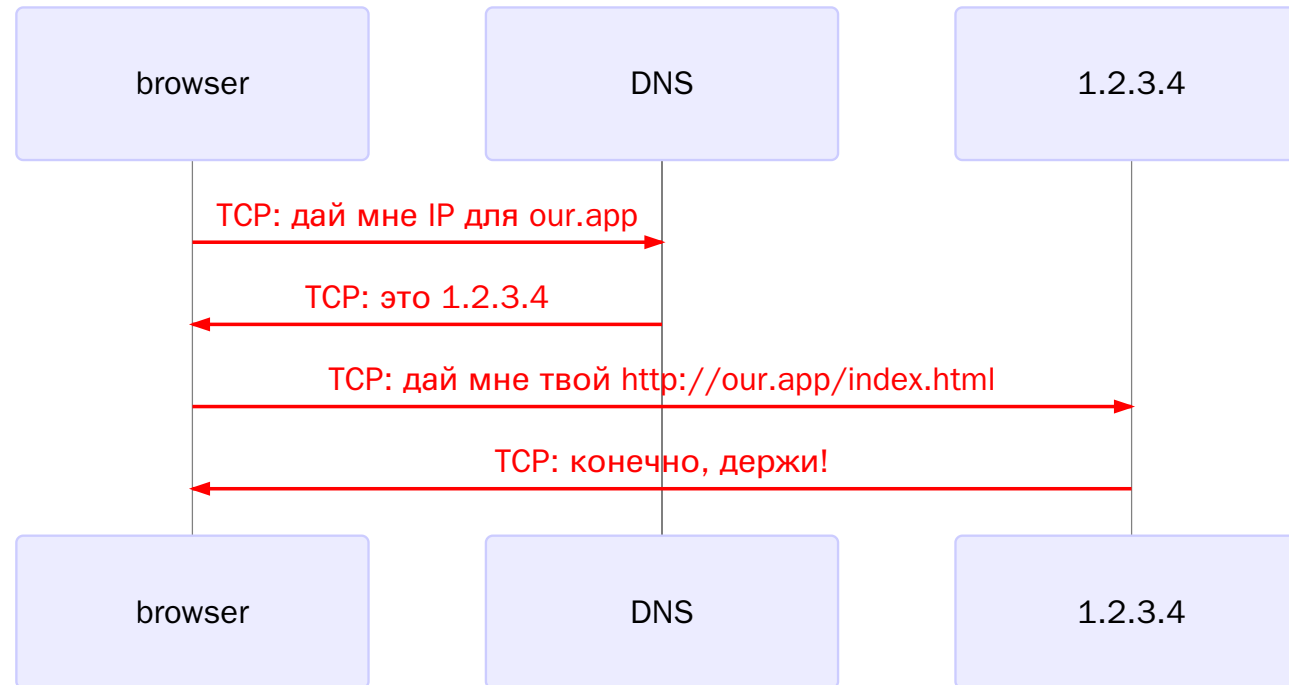 browser
DNS
1.2.3.4
TCP: дай мне IP для our.app
TCP: это 1.2.3.4
TCP: дай мне твой http://our.app/index.html
TCP: конечно, держи!
browser
DNS
1.2.3.4